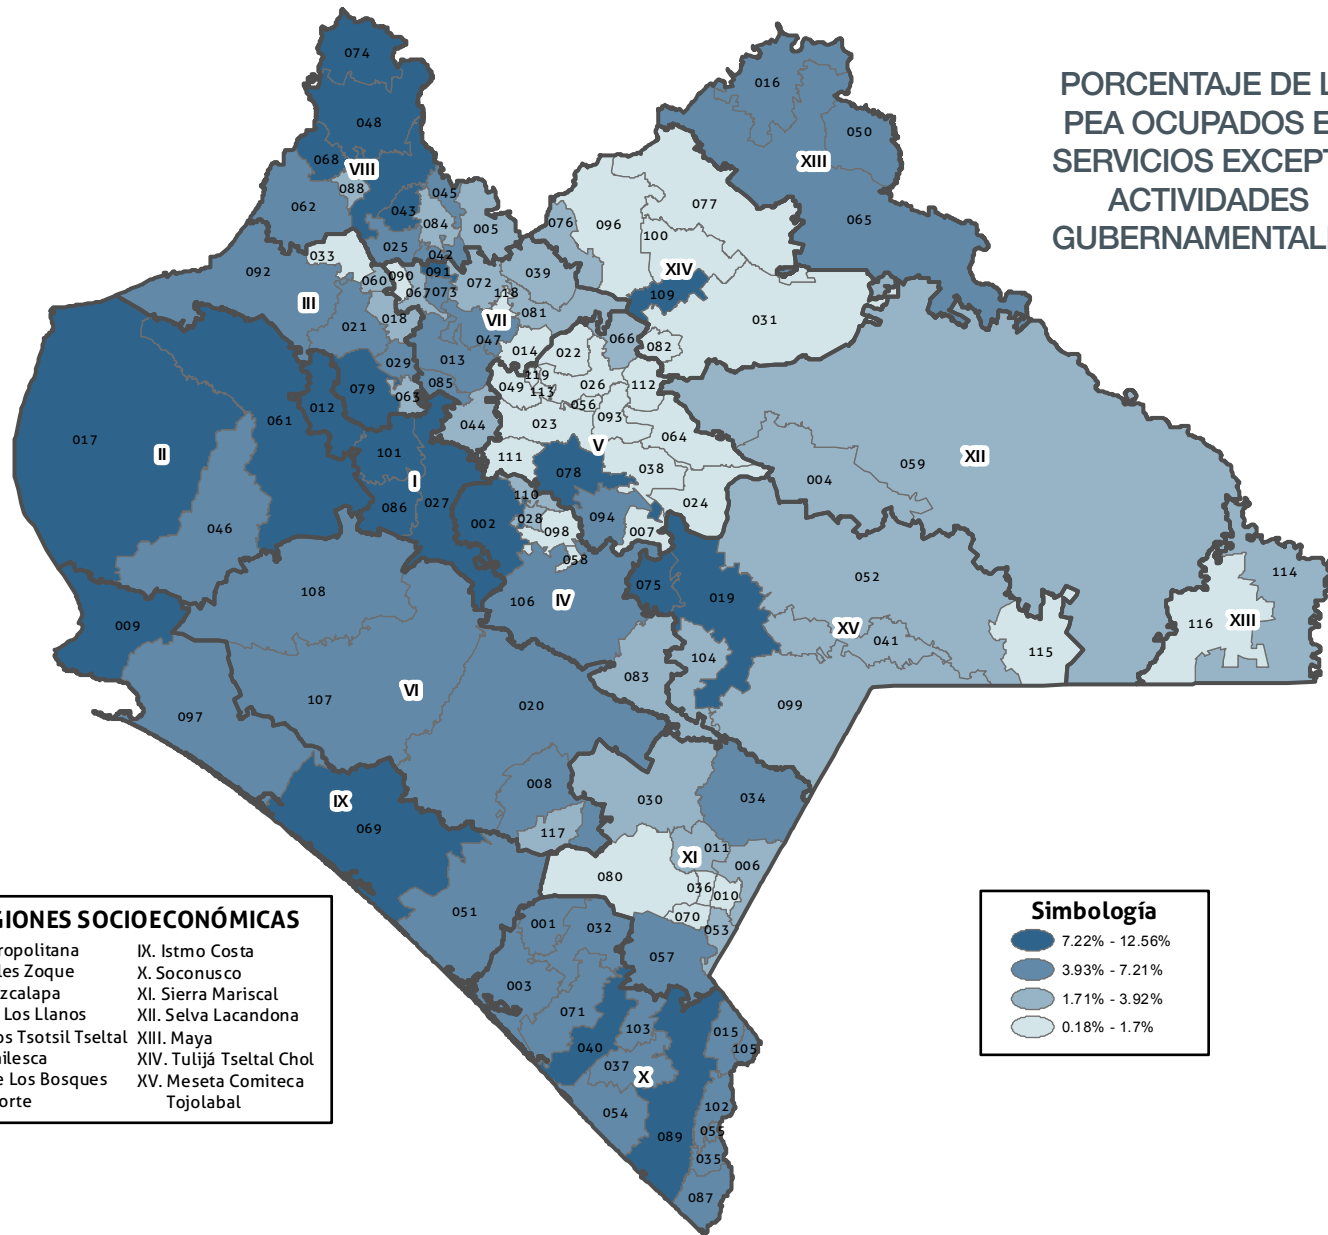 PORCENTAJE DE L
PEA OCUPADOS E
SERVICIOS EXCEPT
ACTIVIDADES
GUBERNAMENTAL
074
048
068
VIII
088
062
043
045
084
005
025
042
033
092
III
060
090
091
067
073
072
118
039
076
081
VII
018
021
047
014
013
029
085
079
063
012
061
017
II
046
044
101
I
086
027
002
016
050
XIII
065
077
096
100
XIV
109
031
082
066
022
119
049
113
026
112
056
093
023
064
V
111
078
038
024
110
028
098
094
007
058
106
IV
075
019
059
XII
004
052
XV
041
104
083
099
115
114
116
XIII
108
009
107
VI
097
020
008
117
IX
069
051
030
034
011
XI
006
080
036
010
070
053
001
032
057
003
071
040
103
037
X
054
089
015
105
102
055
035
087
GIONES SOCIOECONÓMICAS
ropolitana
les Zoque
zcalapa
Los Llanos
os Tsotsil Tseltal
ilesca
e Los Bosques
orte
IX. Istmo Costa
X. Soconusco
XI. Sierra Mariscal
XII. Selva Lacandona
XIII. Maya
XIV. Tulijá Tseltal Chol
XV. Meseta Comiteca
Tojolabal
Simbología
7.22% - 12.56%
3.93% - 7.21%
1.71% - 3.92%
0.18% - 1.7%